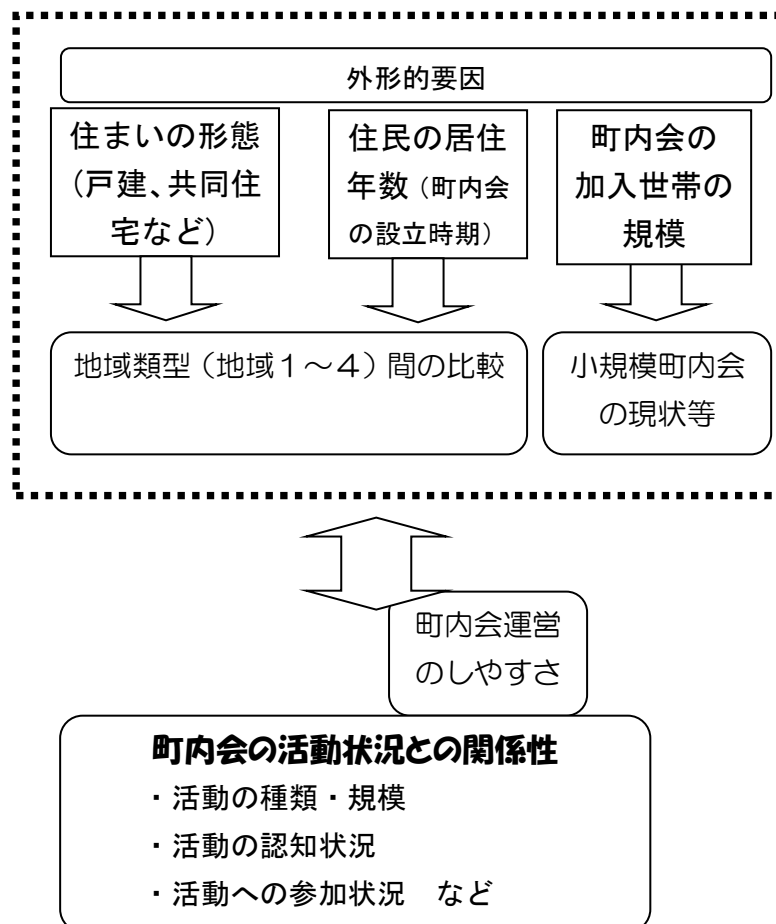 外形的要因
住まいの形態
（戸建、共同住
宅など）
住民の居住
年数（町内会
の設立時期）
町内会の
加入世帯の
規模
地域類型（地域１～４）間の比較
小規模町内会
の現状等
町内会運営
のしやすさ
町内会の活動状況との関係性
・活動の種類・規模
・活動の認知状況
・活動への参加状況　など